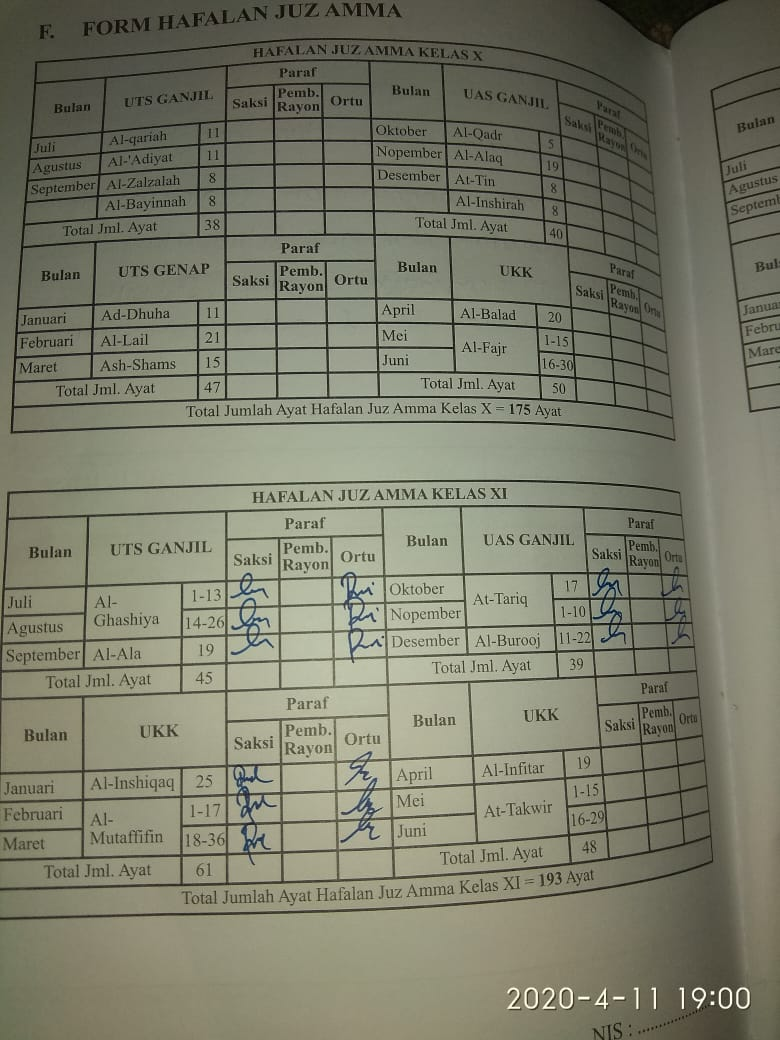 F. FORM HAFALAN JUZ AMMA
HAFALAN JUZ AMMA KELAS X
Bulan UTS GANJIL Paraf Bulan UAS GANJIL Paraf
Saksi Pemb. Rayon Ortu Saksi Pemb. Rayon Ortu
Juli Al-qariah 11 Oktober Al-Qadr 5
Agustus Al-'Adiyat 11 Nopember Al-Alaq 19
September Al-Zalzalah 8 Desember At-Tin 8
Al-Bayinnah 8 Al-Inshirah 8
Total Jml. Ayat 38 Total Jml. Ayat 40
Bulan UTS GENAP Paraf Bulan UKK Paraf
Saksi Pemb. Rayon Ortu Saksi Pemb. Rayon Ortu
Januari Ad-Dhuha 11 April Al-Balad 20
Februari Al-Lail 21 Mei Al-Fajr 1-15
Maret Ash-Shams 15 Juni 16-30
Total Jml. Ayat 47 Total Jml. Ayat 50
Total Jumlah Ayat Hafalan Juz Amma Kelas X = 175 Ayat
HAFALAN JUZ AMMA KELAS XI
Bulan UTS GANJIL Paraf Bulan UAS GANJIL Paraf
Saksi Pemb. Rayon Ortu Saksi Pemb. Rayon Ortu
Juli Al-Ghashiya 1-13 Oktober At-Tariq 17
Agustus 14-26 Nopember 1-10
September Al-Ala 19 Desember Al-Burooj 11-22
Total Jml. Ayat 45 Total Jml. Ayat 39
Bulan UKK Paraf Bulan UKK Paraf
Saksi Pemb. Rayon Ortu Saksi Pemb. Rayon Ortu
Januari Al-Inshiqaq 25 April Al-Infitar 19
Februari Al-Mutaffifin 1-17 Mei At-Takwir 1-15
Maret 18-36 Juni 16-29
Total Jml. Ayat 61 Total Jml. Ayat 48
Total Jumlah Ayat Hafalan Juz Amma Kelas XI = 193 Ayat
Bulan
Juli
Agustus
2020-4-11 19:00
NIS : ..........